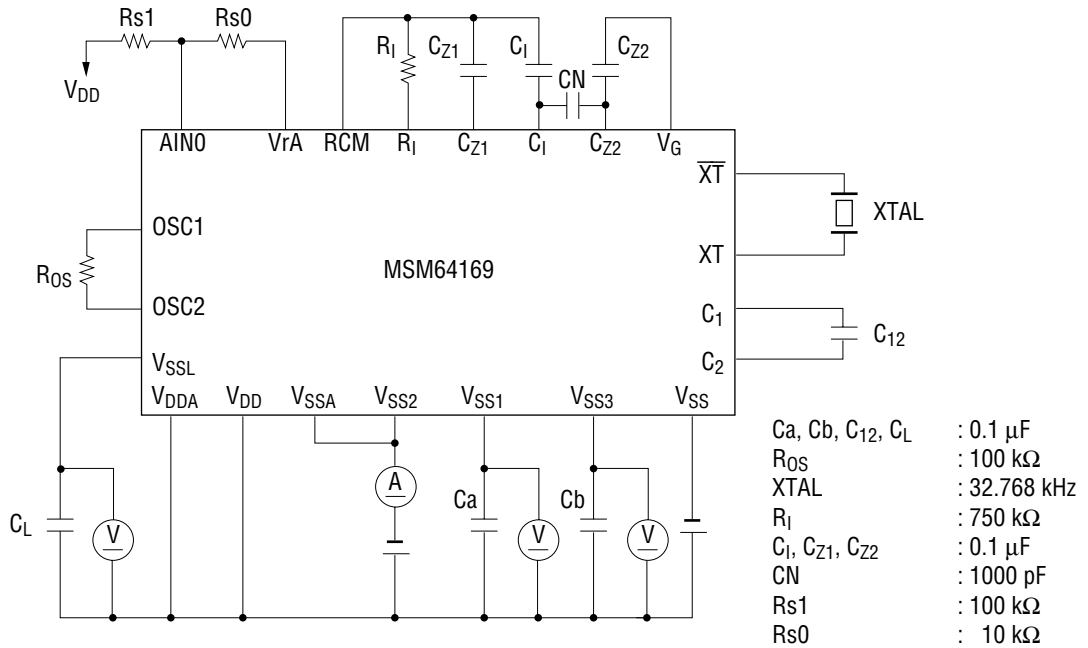 Rs1 Rs0
V_DD
R_I C_Z1 C_I CN C_Z2
AIN0 VrA RCM R_I C_Z1 C_I C_Z2 V_G
X̅T̅
XTAL
OSC1
R_OS
MSM64169
XT
OSC2
C_1
C_12
V_SSL
C_2
V_DDA V_DD V_SSA V_SS2 V_SS1 V_SS3 V_SS
C_L V A Ca V Cb V
Ca, Cb, C_12, C_L : 0.1 μF
R_OS : 100 kΩ
XTAL : 32.768 kHz
R_I : 750 kΩ
C_I, C_Z1, C_Z2 : 0.1 μF
CN : 1000 pF
Rs1 : 100 kΩ
Rs0 : 10 kΩ